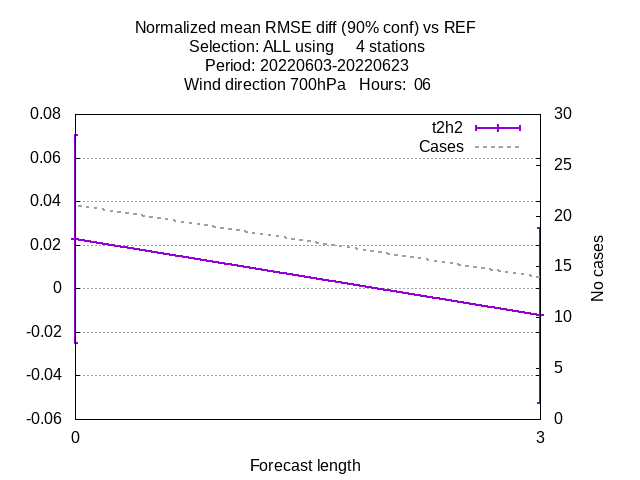 Normalized mean RMSE diff (90% conf) vs REF
Selection: ALL using     4 stations
Period: 20220603-20220623
Wind direction 700hPa   Hours:  06
0.08
0.06
0.04
0.02
0
-0.02
-0.04
-0.06
t2h2
Cases
30
25
20
15
10
5
0
No cases
0
3
Forecast length